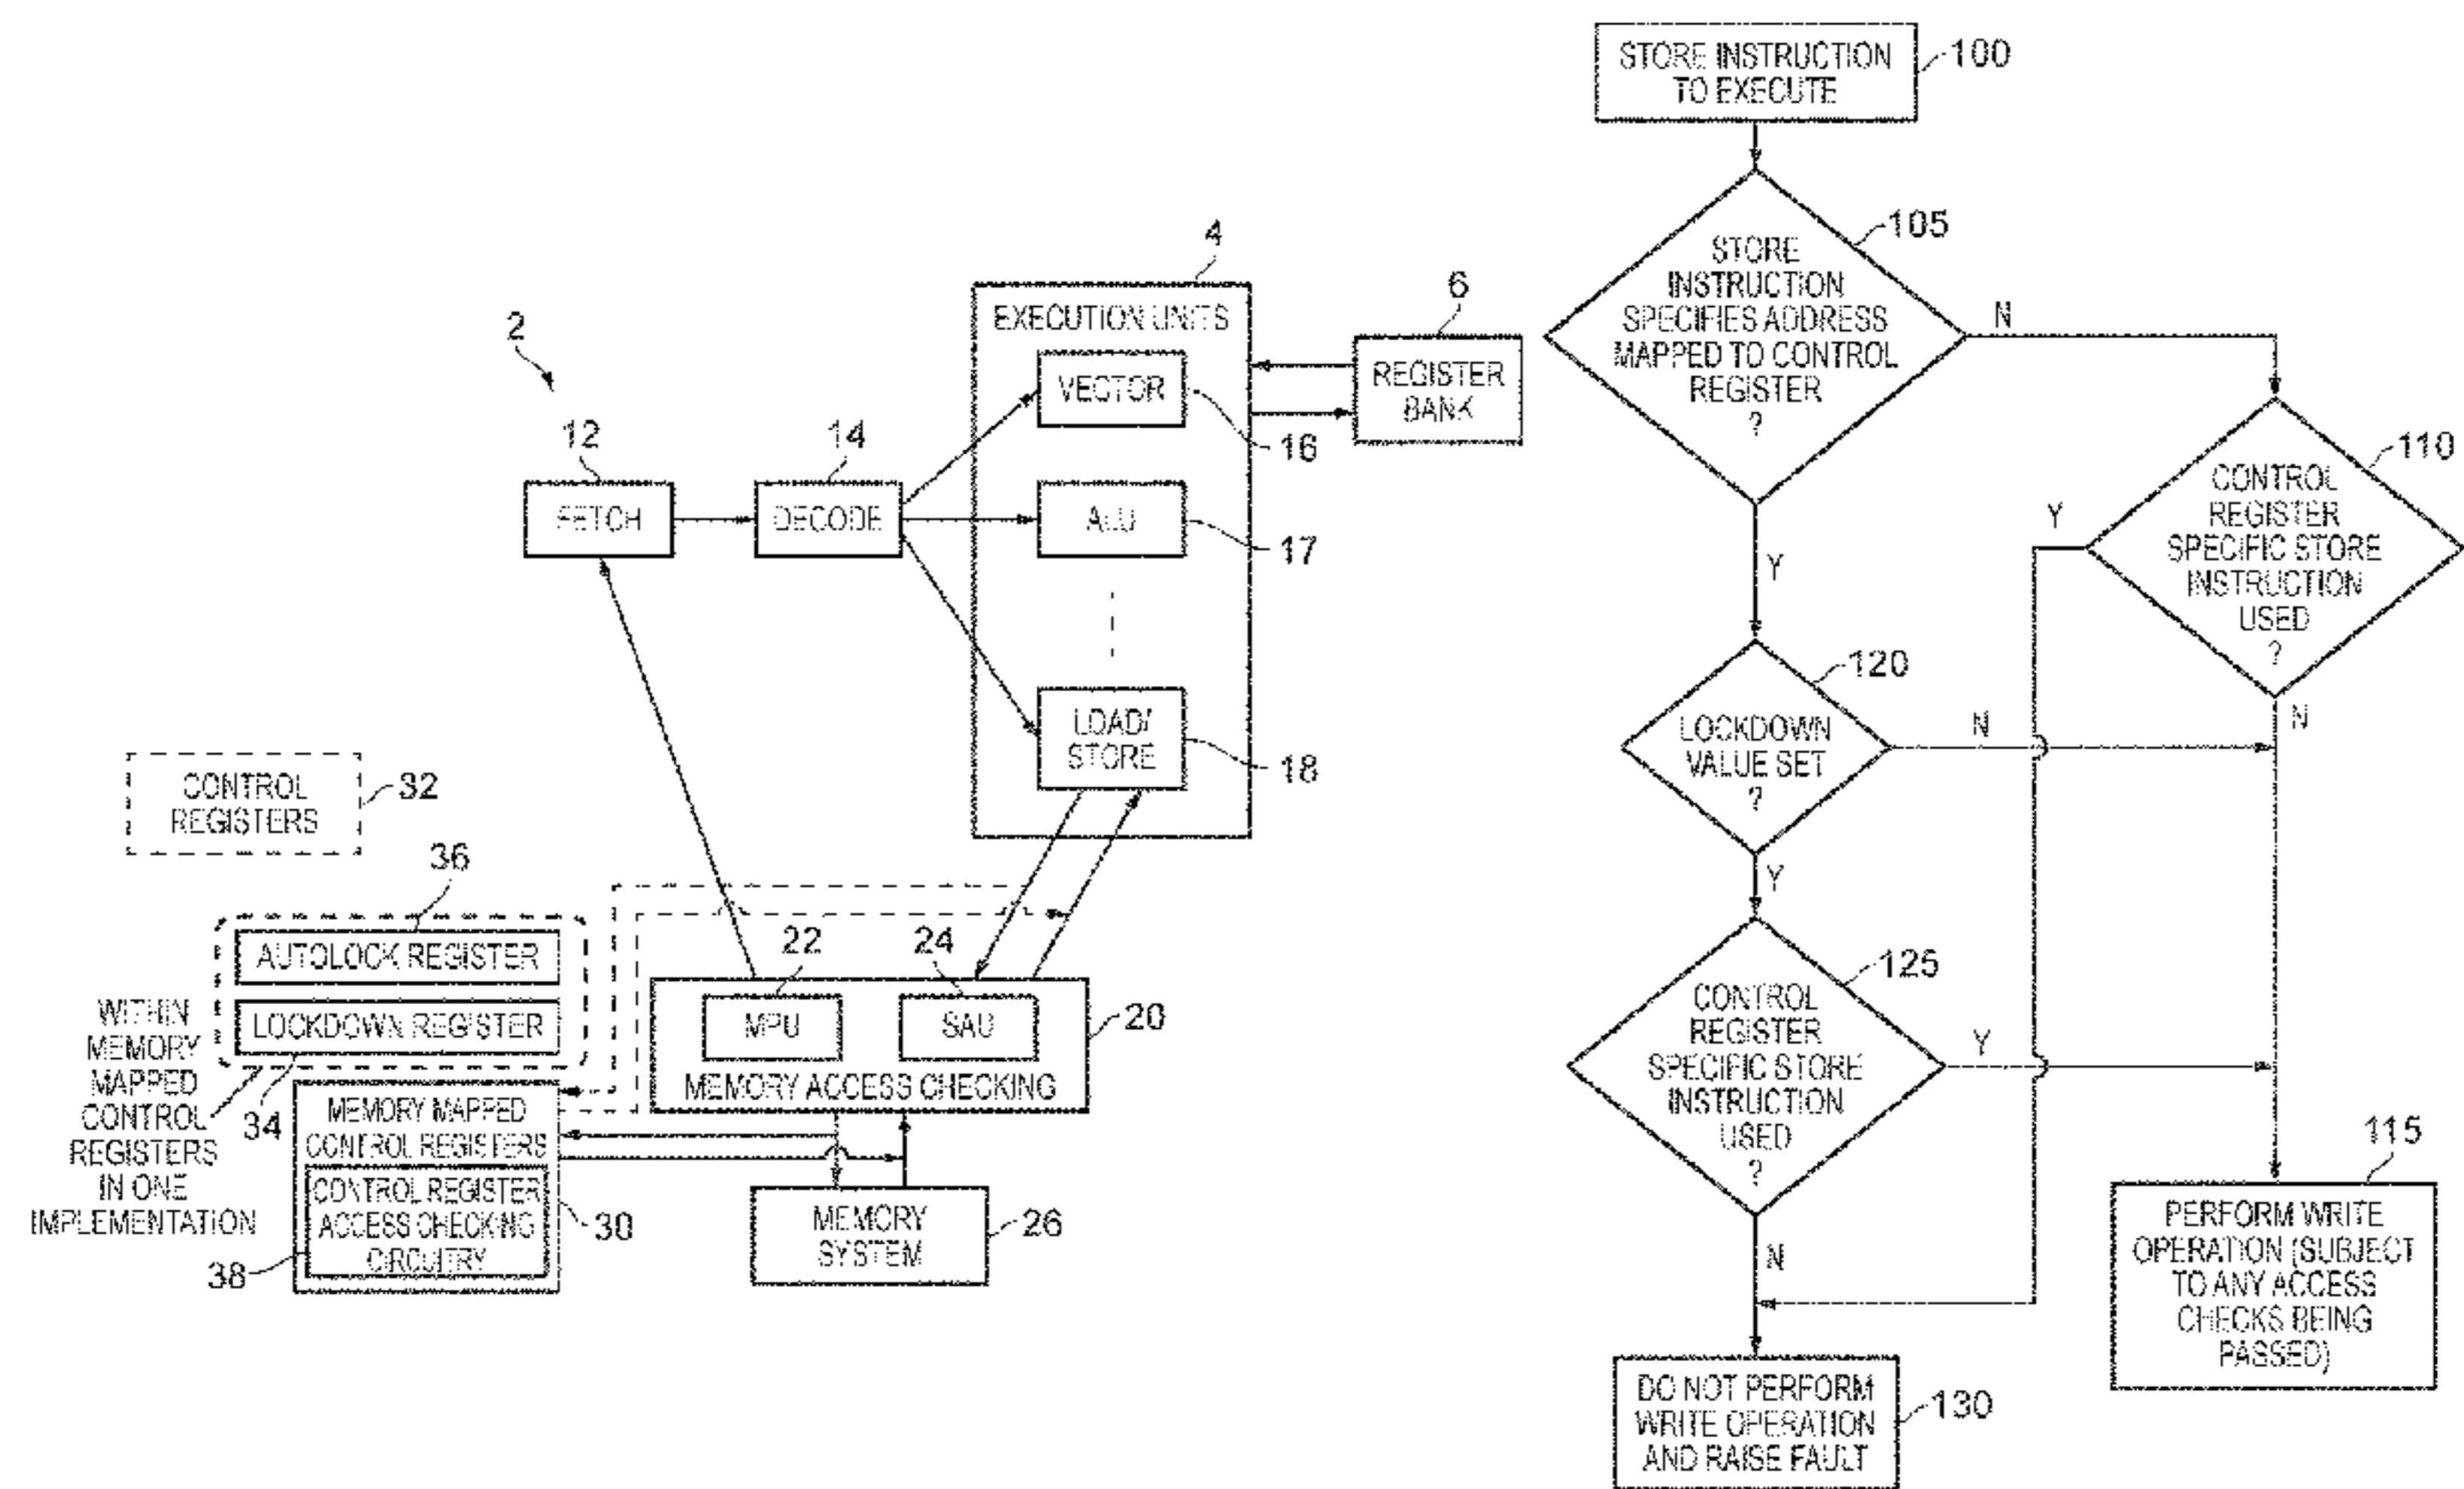 2
4
EXECUTION UNITS
VECTOR
16
6
REGISTER
BANK
12
FETCH
14
DECODE
ALU
17
LOAD/
STORE
18
CONTROL
REGISTERS
32
36
AUTOLOCK REGISTER
LOCKDOWN REGISTER
34
WITHIN
MEMORY
MAPPED
CONTROL
REGISTERS
IN ONE
IMPLEMENTATION
22
MPU
24
SAU
20
MEMORY ACCESS CHECKING
MEMORY MAPPED
CONTROL REGISTERS
CONTROL REGISTER
ACCESS CHECKING
CIRCUITRY
30
38
MEMORY
SYSTEM
26
STORE INSTRUCTION
TO EXECUTE
100
STORE
INSTRUCTION
SPECIFIES ADDRESS
MAPPED TO CONTROL
REGISTER
?
105
N
Y
CONTROL
REGISTER
SPECIFIC STORE
INSTRUCTION
USED
?
110
Y
N
LOCKDOWN
VALUE SET
?
120
N
Y
CONTROL
REGISTER
SPECIFIC STORE
INSTRUCTION
USED
?
125
Y
N
PERFORM WRITE
OPERATION (SUBJECT
TO ANY ACCESS
CHECKS BEING
PASSED)
115
DO NOT PERFORM
WRITE OPERATION
AND RAISE FAULT
130